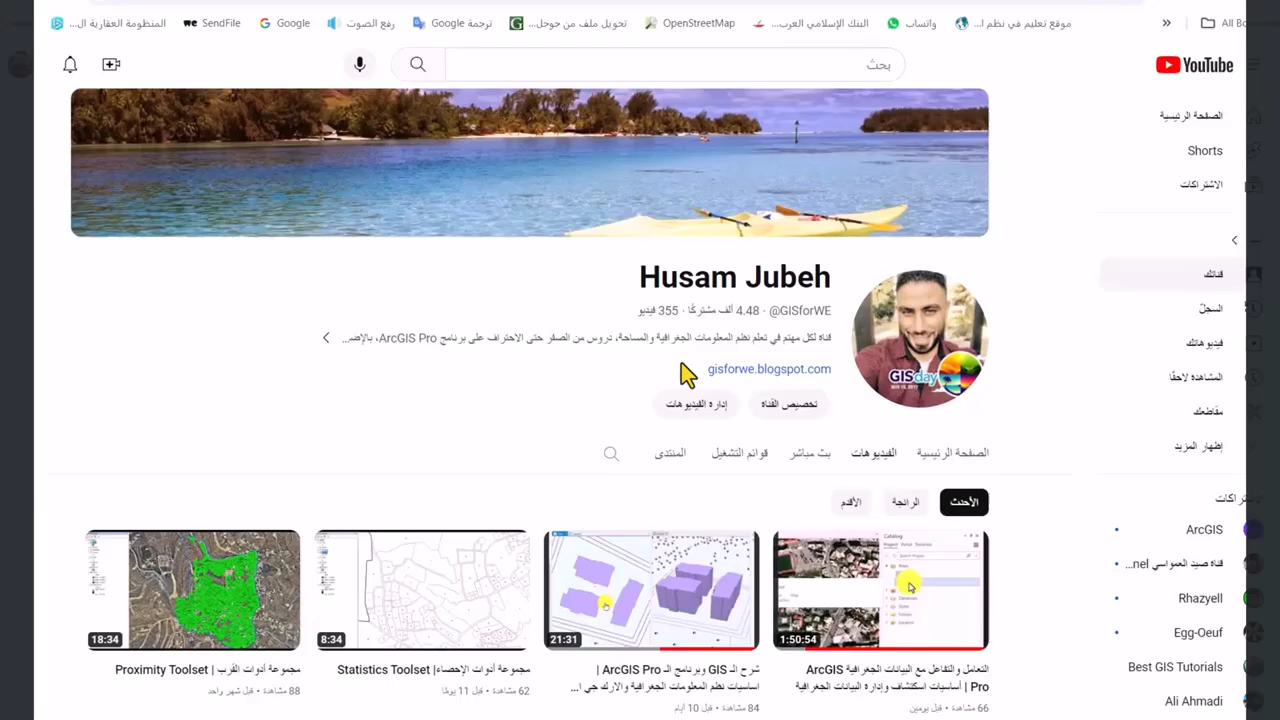 موقع تعليم في نظم ا...
واتساب
البنك الإسلامي العرب...
OpenStreetMap
تحويل ملف من جوجل...
ترجمة Google
رفع الصوت
Google
SendFile
المنظومة العقارية ال...
YouTube
بحث
الصفحة الرئيسية
Shorts
الاشتراكات
قناتك
السجلّ
فيديوهاتك
المشاهدة لاحقًا
مقاطعك
إظهار المزيد
ArcGIS
قناة صيد العمواسي nel...
Rhazyell
Egg-Oeuf
Best GIS Tutorials
Ali Ahmadi
Husam Jubeh
@GISforWE · 4.48 ألف مشتركًا · 355 فيديو
قناة لكل مهتم في تعلم نظم المعلومات الجغرافية والمساحة، دروس من الصفر حتى الاحتراف على برنامج ArcGIS Pro، بالإضـ...
gisforwe.blogspot.com
تخصيص القناة
إدارة الفيديوهات
GISday
الصفحة الرئيسية
الفيديوهات
بث مباشر
قوائم التشغيل
المنتدى
الأحدث
الرائجة
الأقدم
Catalog
1:50:54
التعامل والتفاعل مع البيانات الجغرافية ArcGIS
Pro | أساسيات استكشاف وإدارة البيانات الجغرافية
66 مشاهدة · قبل يومين
21:31
شرح الـ GIS وبرنامج الـ ArcGIS Pro |
اساسيات نظم المعلومات الجغرافية والارك جي ا...
84 مشاهدة · قبل 10 أيام
8:34
مجموعة أدوات الإحصاء| Statistics Toolset
62 مشاهدة · قبل 11 يومًا
18:34
مجموعة أدوات القرب | Proximity Toolset
88 مشاهدة · قبل شهر واحد